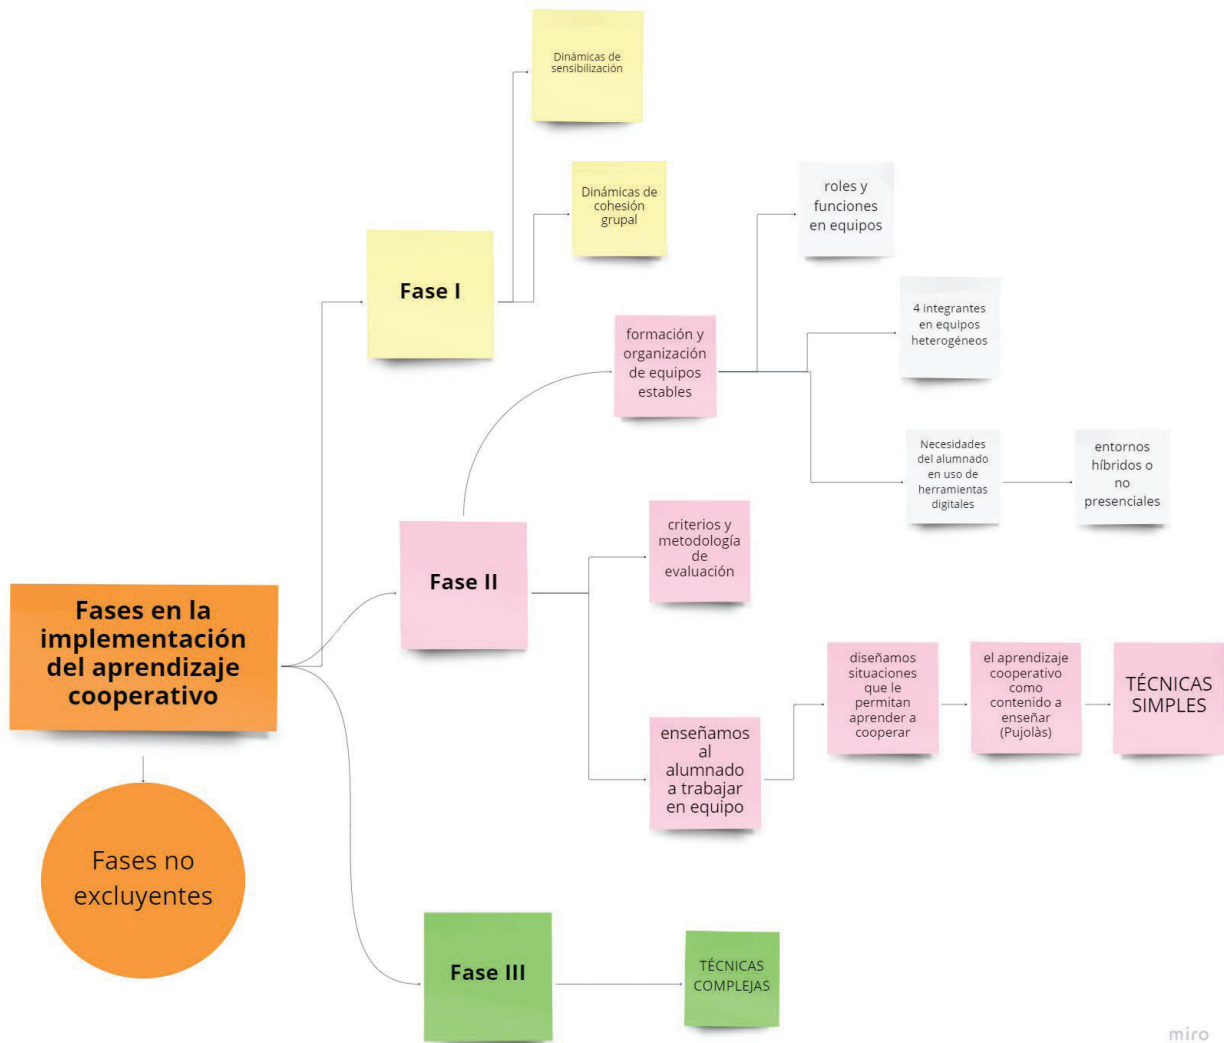 Dinámicas de
sensibilización
Dinámicas de
cohesión
grupal
Fase I
roles y
funciones
en equipos
4 integrantes
en equipos
heterogéneos
formación y
organización
de equipos
estables
Necesidades
del alumnado
en uso de
herramientas
digitales
entornos
híbridos o
no
presenciales
Fase II
criterios y
metodología
de
evaluación
Fases en la
implementación
del aprendizaje
cooperativo
enseñamos
al
alumnado
a trabajar
en equipo
diseñamos
situaciones
que le
permitan
aprender a
cooperar
el aprendizaje
cooperativo
como
contenido a
enseñar
(Pujolàs)
TÉCNICAS
SIMPLES
Fases no
excluyentes
Fase III
TÉCNICAS
COMPLEJAS
miro